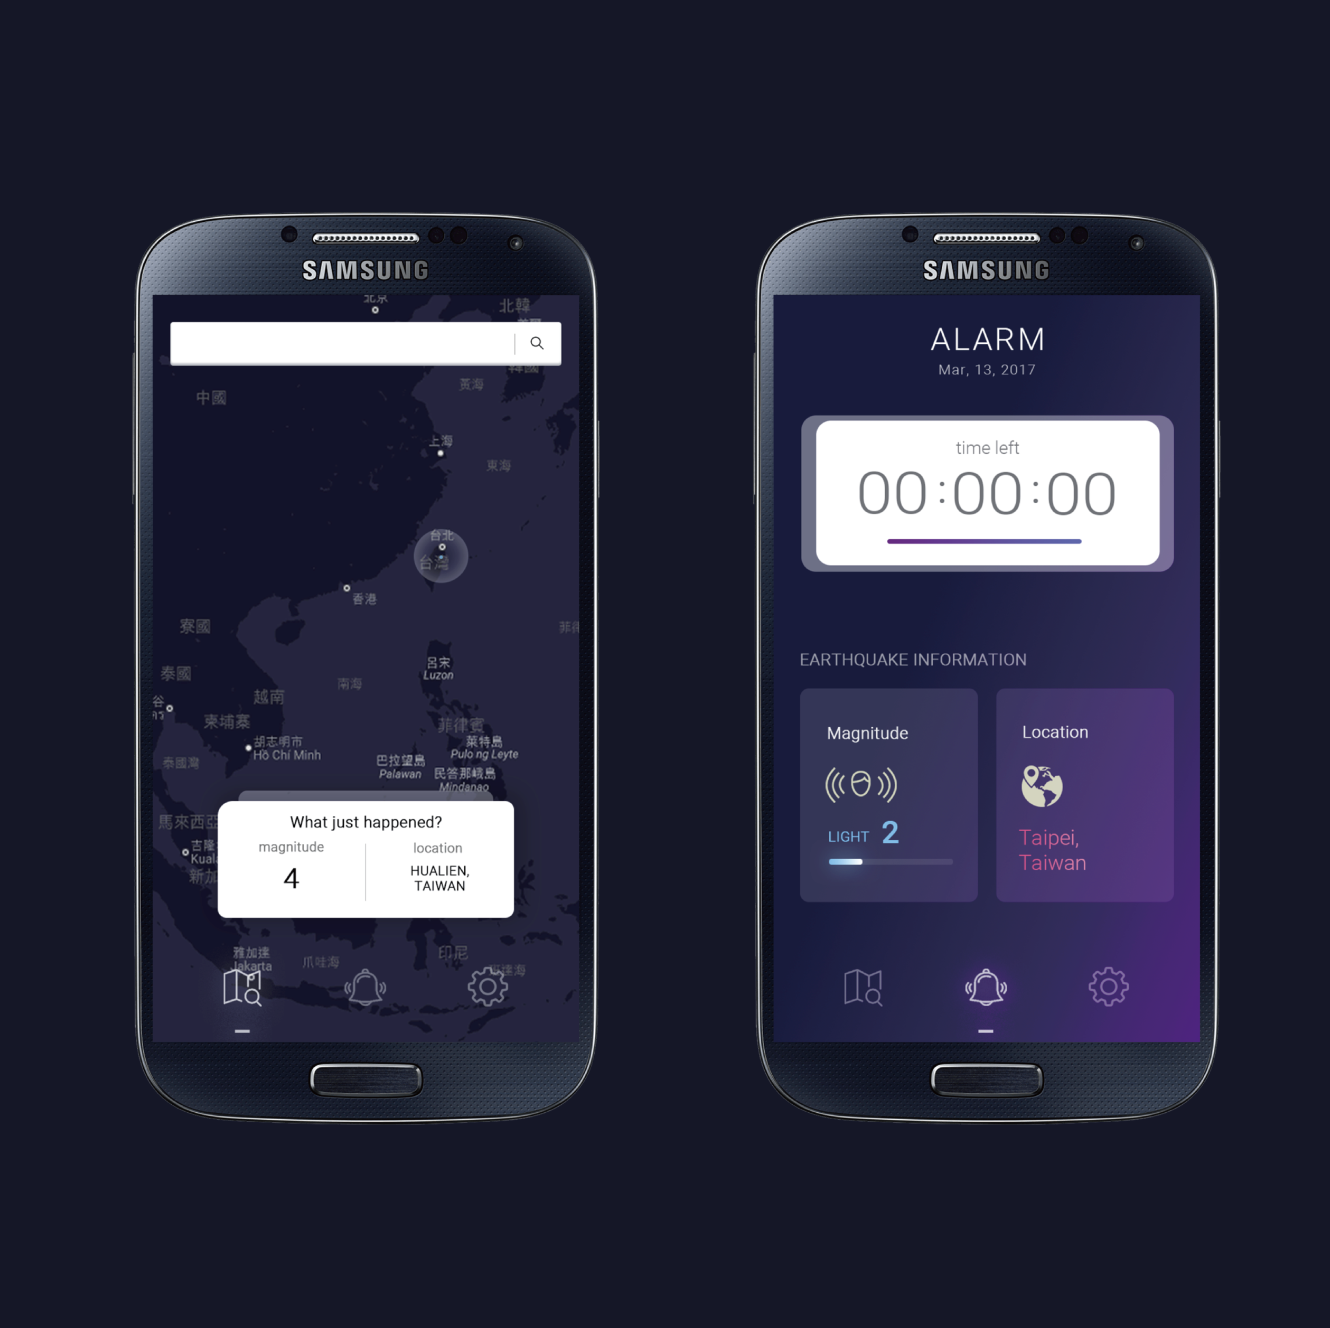 SAMSUNG
北京
北韓
韓國
黃海
中國
上海
東海
台北
台灣
香港
寮國
泰國
呂宋
Luzon
南海
越南
柬埔寨
菲律賓
胡志明市
Hồ Chí Minh
萊特島
Pulo ng Leyte
泰國灣
巴拉望島
Palawan
民答那峨島
Mindanao
馬來西亞
吉隆
Kuala
新加
What just happened?
magnitude
4
location
HUALIEN,
TAIWAN
雅加達
Jakarta
爪哇海
印尼
SAMSUNG
ALARM
Mar, 13, 2017
time left
00:00:00
EARTHQUAKE INFORMATION
Magnitude
LIGHT 2
Location
Taipei,
Taiwan